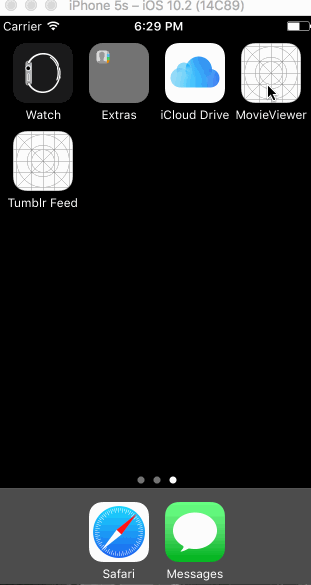 iPhone 5s – iOS 10.2 (14C89)
Carrier 6:29 PM
Watch Extras iCloud Drive MovieViewer
Tumblr Feed
Safari Messages